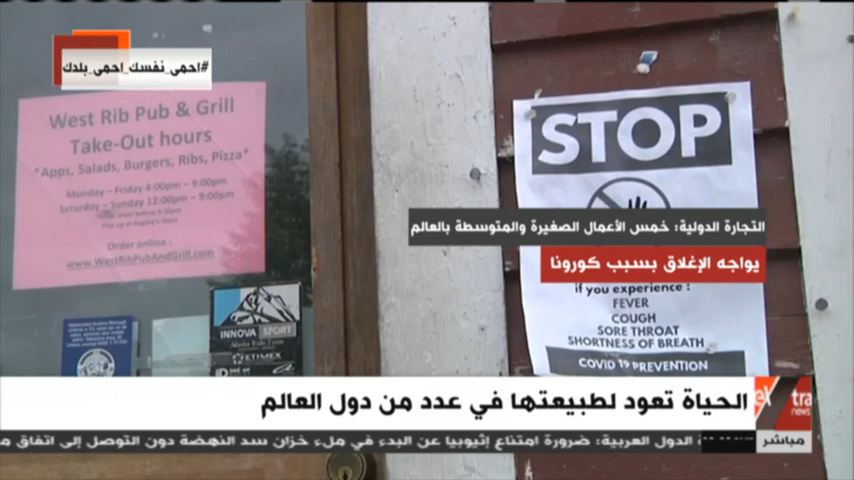 #احمى_نفسك_احمى_بلدك
West Rib Pub & Grill
Take-Out hours
*Apps, Salads, Burgers, Ribs, Pizza*
Monday – Friday 4:00pm – 9:00pm
Saturday – Sunday 12:00pm – 9:00pm
Order online :
www.WestRibPubAndGrill.com
INNOVA SPORT
ETIMEX
STOP
التجارة الدولية: خمس الأعمال الصغيرة والمتوسطة بالعالم
يواجه الإغلاق بسبب كورونا
if you experience :
FEVER
COUGH
SORE THROAT
SHORTNESS OF BREATH
COVID 19 PREVENTION
الحياة تعود لطبيعتها في عدد من دول العالم
extra
news
مباشر
الدول العربية: ضرورة امتناع إثيوبيا عن البدء في ملء خزان سد النهضة دون التوصل إلى اتفاق